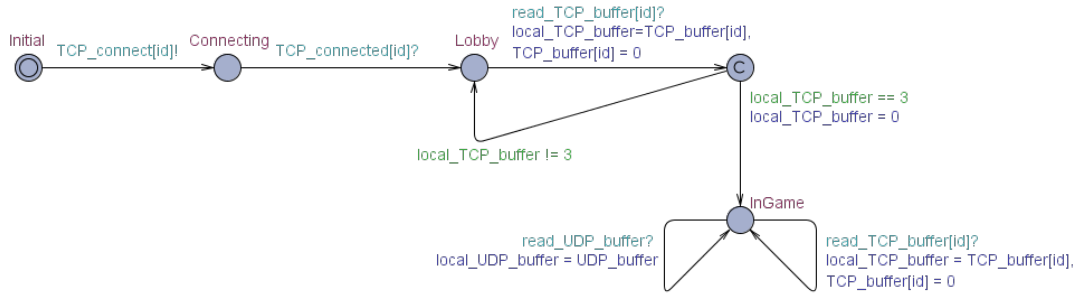 Initial
TCP_connect[id]!
Connecting
TCP_connected[id]?
Lobby
read_TCP_buffer[id]?
local_TCP_buffer=TCP_buffer[id],
TCP_buffer[id] = 0
C
local_TCP_buffer == 3
local_TCP_buffer = 0
local_TCP_buffer != 3
InGame
read_UDP_buffer?
local_UDP_buffer = UDP_buffer
read_TCP_buffer[id]?
local_TCP_buffer = TCP_buffer[id],
TCP_buffer[id] = 0